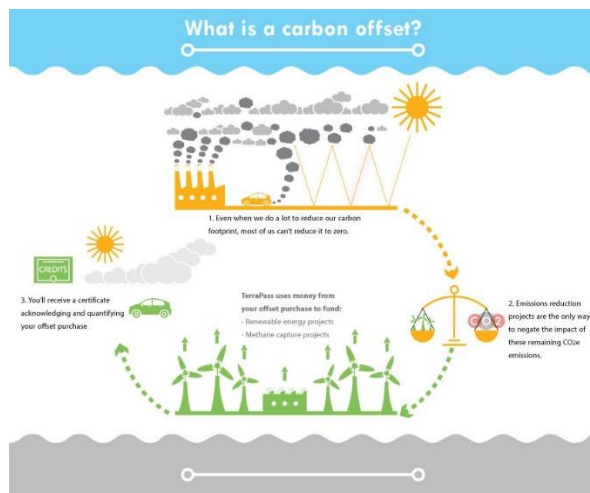 What is a carbon offset?
1. Even when we do a lot to reduce our carbon
footprint, most of us can't reduce it to zero.
CREDITS
3. You'll receive a certificate
acknowledging and quantifying
your offset purchase
TerraPass uses money from
your offset purchase to fund:
- Renewable energy projects
- Methane capture projects
CO2
2. Emissions reduction
projects are the only way
to negate the impact of
these remaining CO2e
emissions.